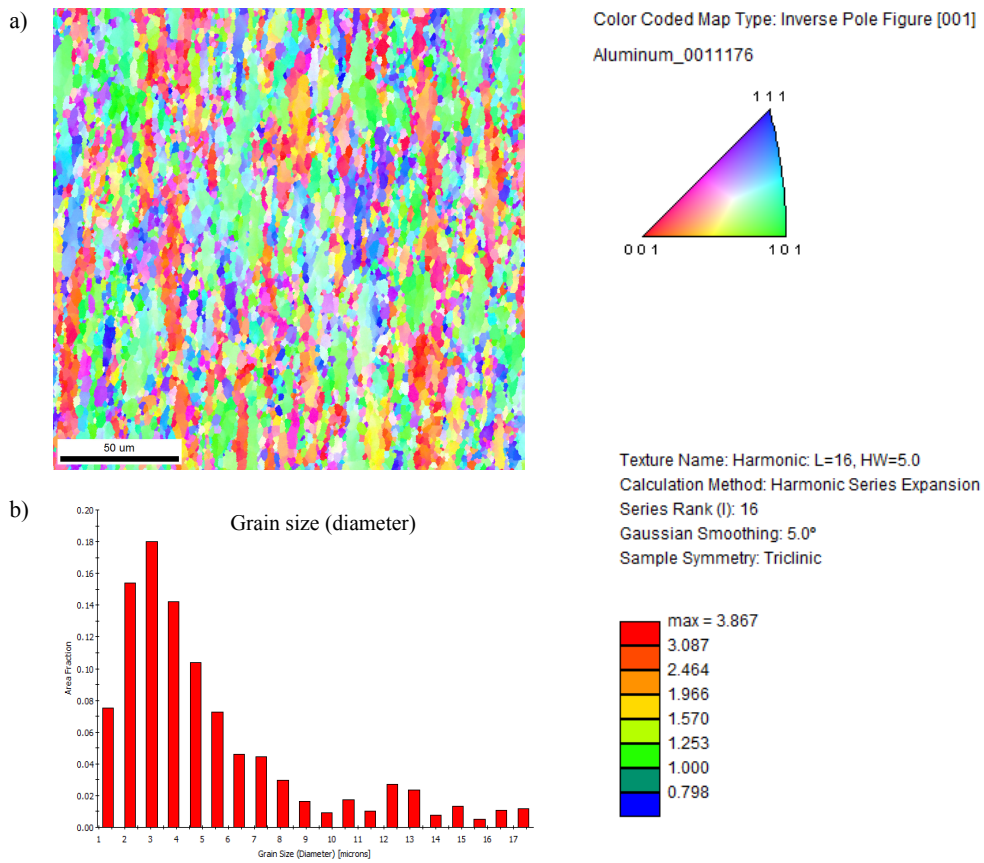 a)
Color Coded Map Type: Inverse Pole Figure [001]
Aluminum_0011176
1 1 1
0 0 1
1 0 1
50 um
Texture Name: Harmonic: L=16, HW=5.0
Calculation Method: Harmonic Series Expansion
Series Rank (l): 16
Gaussian Smoothing: 5.0º
Sample Symmetry: Triclinic
max = 3.867
3.087
2.464
1.966
1.570
1.253
1.000
0.798
b)
Grain size (diameter)
Area Fraction
0.20
0.18
0.16
0.14
0.12
0.10
0.08
0.06
0.04
0.02
0.00
1 2 3 4 5 6 7 8 9 10 11 12 13 14 15 16 17
Grain Size (Diameter) [microns]